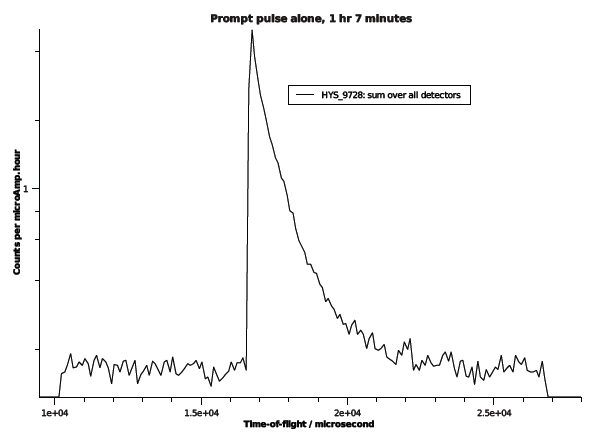 Prompt pulse alone, 1 hr 7 minutes
HYS_9728: sum over all detectors
Counts per microAmp.hour
1
1e+04
1.5e+04
2e+04
2.5e+04
Time-of-flight / microsecond